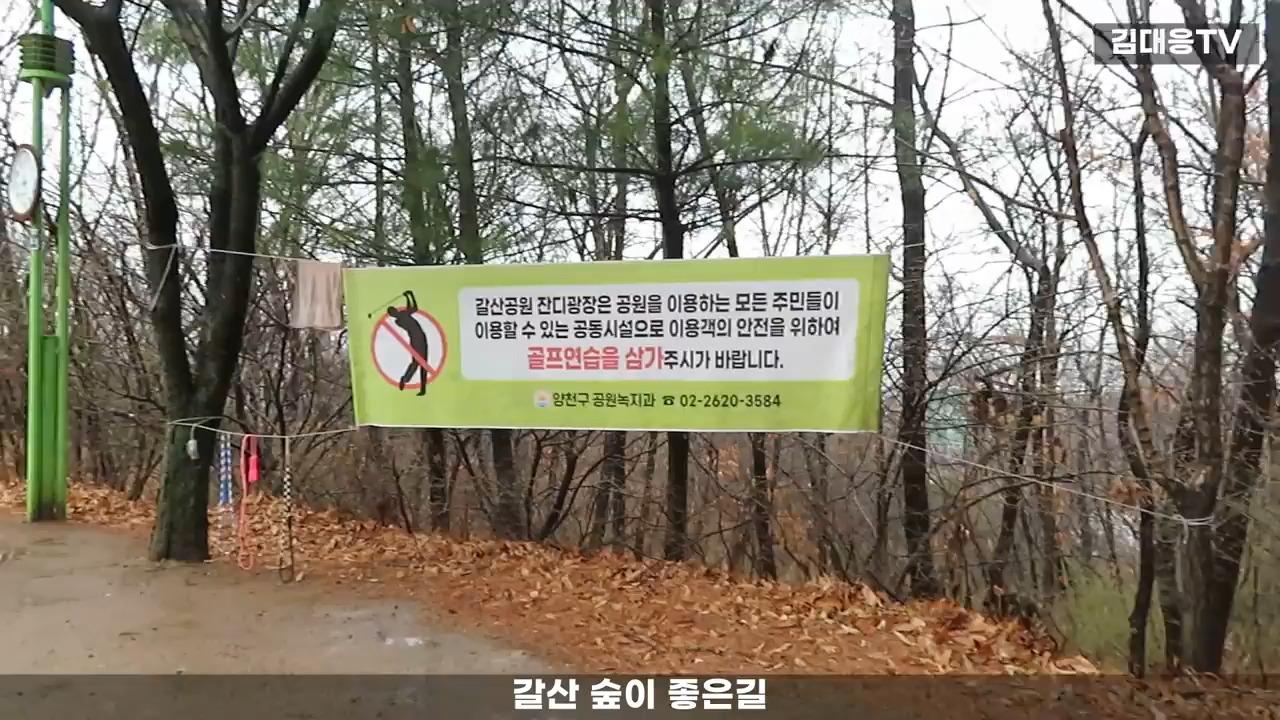 김대응TV
갈산공원 잔디광장은 공원을 이용하는 모든 주민들이
이용할 수 있는 공동시설으로 이용객의 안전을 위하여
골프연습을 삼가주시가 바랍니다.
양천구 공원녹지과 ☎ 02-2620-3584
갈산 숲이 좋은길